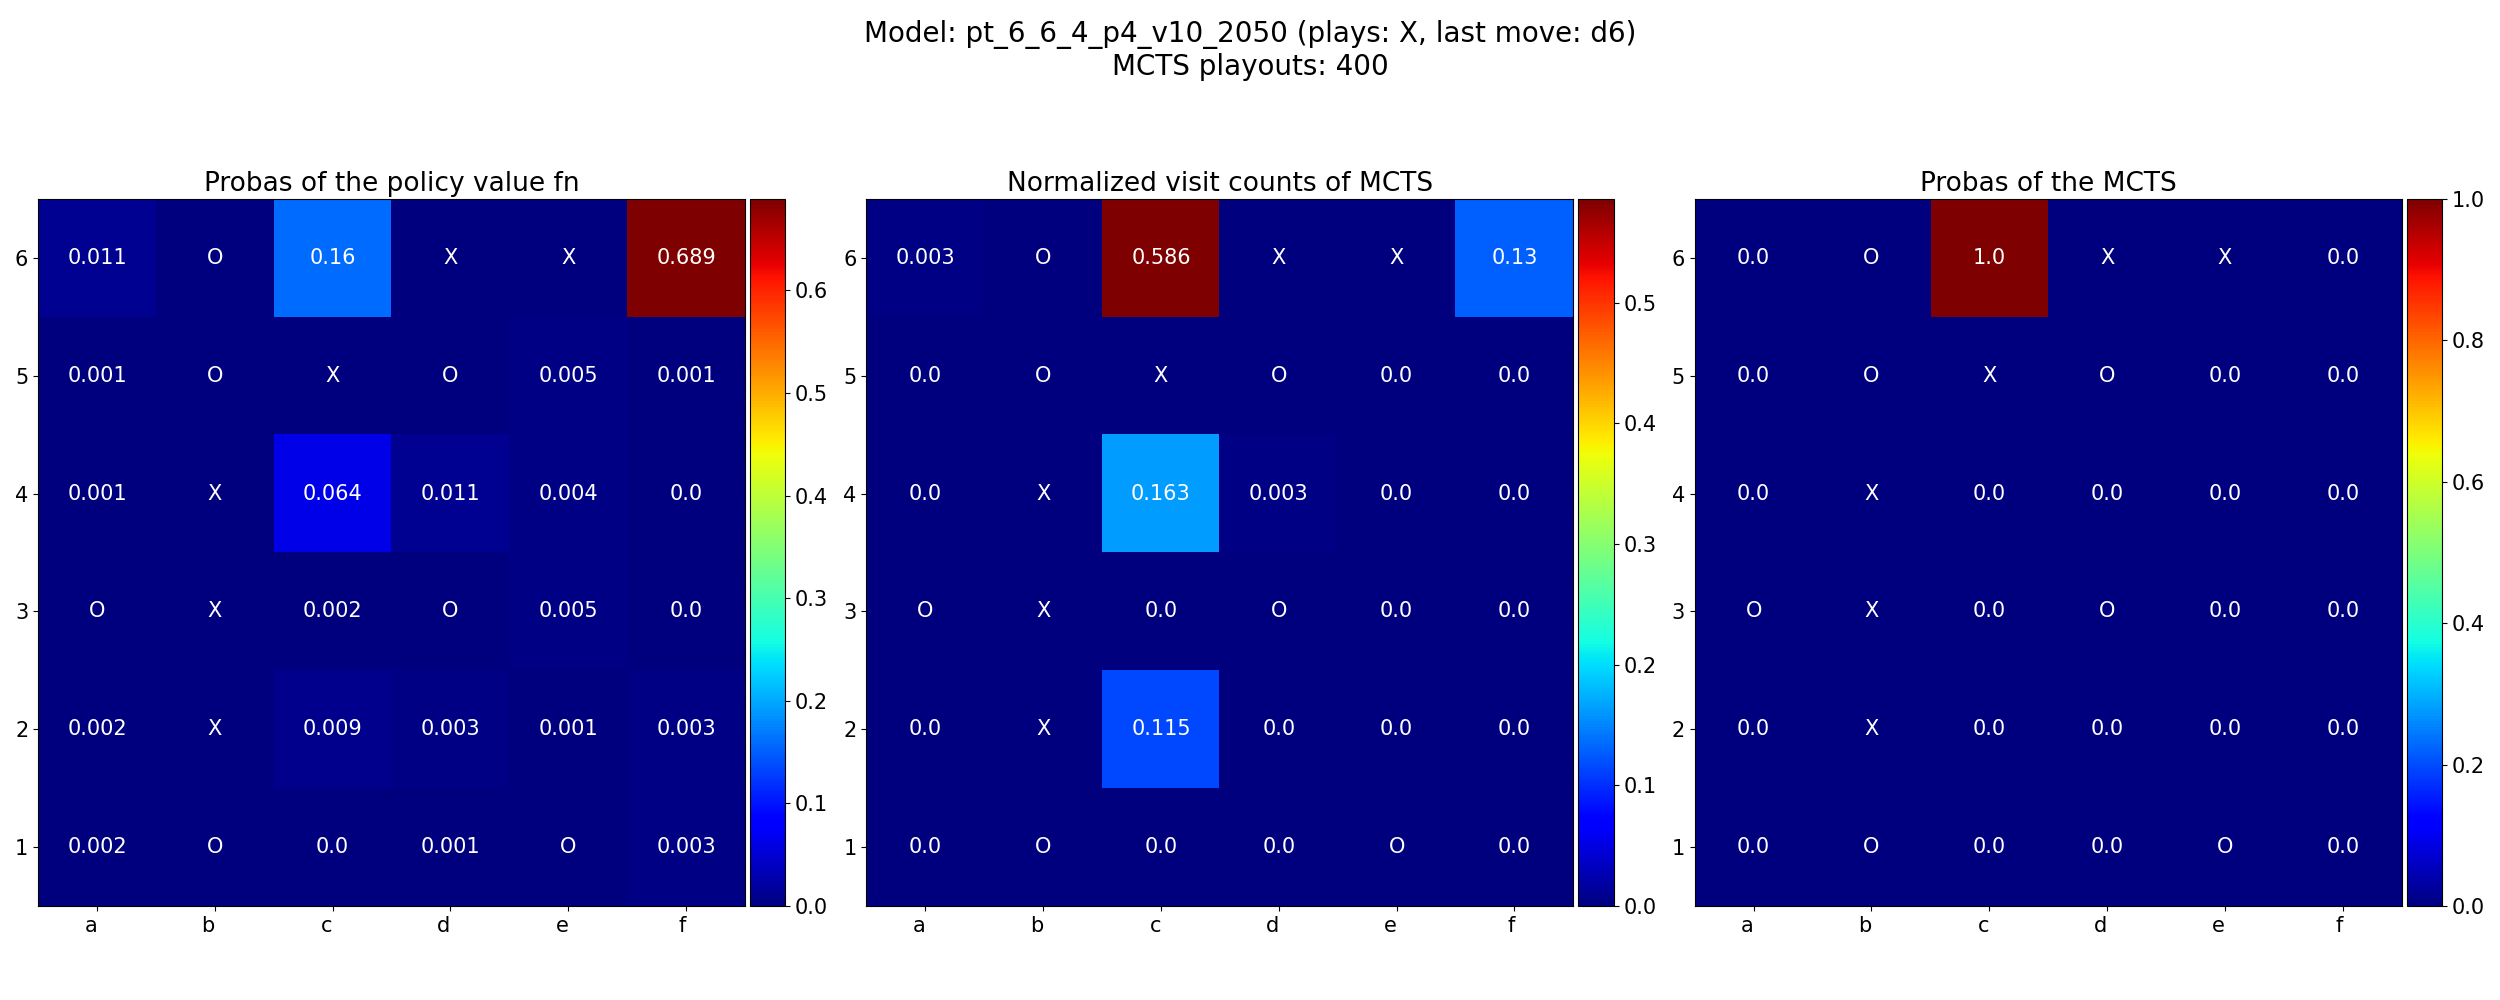 Model: pt_6_6_4_p4_v10_2050 (plays: X, last move: d6)
MCTS playouts: 400
Probas of the policy value fn
6 0.011 O 0.16 X X 0.689
5 0.001 O X O 0.005 0.001
4 0.001 X 0.064 0.011 0.004 0.0
3 O X 0.002 O 0.005 0.0
2 0.002 X 0.009 0.003 0.001 0.003
1 0.002 O 0.0 0.001 O 0.003
a b c d e f
0.6
0.5
0.4
0.3
0.2
0.1
0.0
Normalized visit counts of MCTS
6 0.003 O 0.586 X X 0.13
5 0.0 O X O 0.0 0.0
4 0.0 X 0.163 0.003 0.0 0.0
3 O X 0.0 O 0.0 0.0
2 0.0 X 0.115 0.0 0.0 0.0
1 0.0 O 0.0 0.0 O 0.0
a b c d e f
0.5
0.4
0.3
0.2
0.1
0.0
Probas of the MCTS
6 0.0 O 1.0 X X 0.0
5 0.0 O X O 0.0 0.0
4 0.0 X 0.0 0.0 0.0 0.0
3 O X 0.0 O 0.0 0.0
2 0.0 X 0.0 0.0 0.0 0.0
1 0.0 O 0.0 0.0 O 0.0
a b c d e f
1.0
0.8
0.6
0.4
0.2
0.0